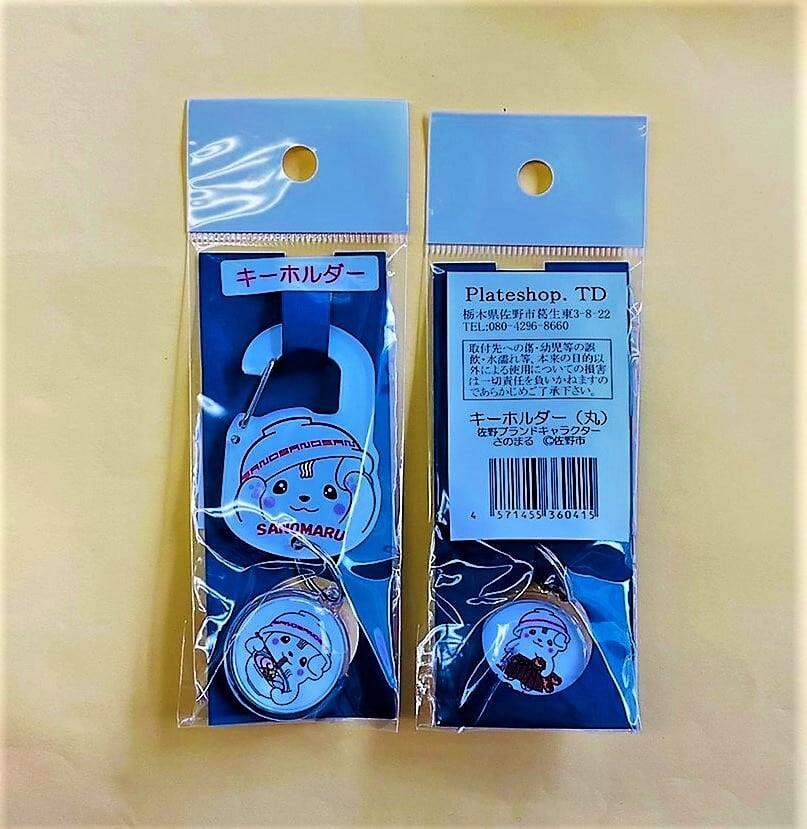 キーホルダー
SANOSANOSAN
SANOMARU
Plateshop. TD
栃木県佐野市葛生東3-8-22
TEL:080-4296-8660
取付先への傷・幼児等の誤
飲・水濡れ等、本来の目的以
外による使用についての損害
は一切責任を負いかねますの
であらかじめご了承下さい。
キーホルダー(丸)
佐野ブランドキャラクター
さのまる ©佐野市
4 571455 360415